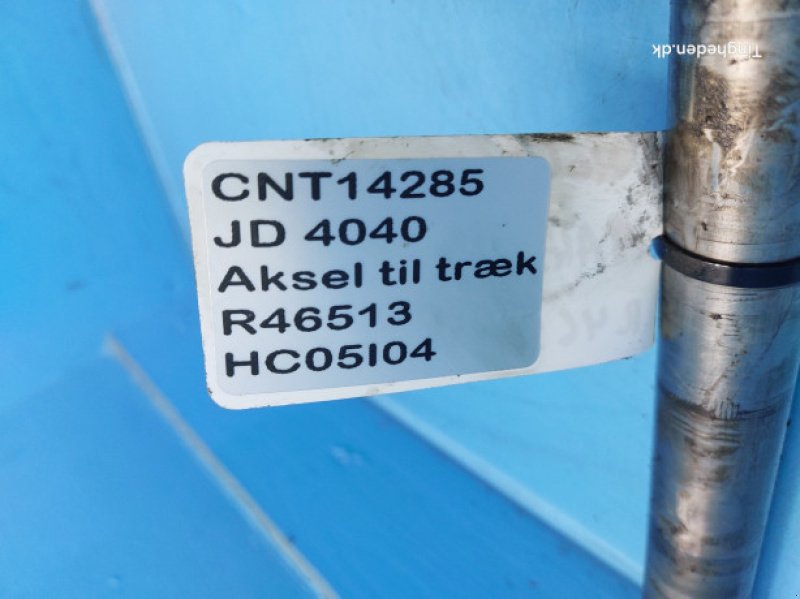 Tingheden.dk
CNT14285
JD 4040
Aksel til træk
R46513
HC05I04